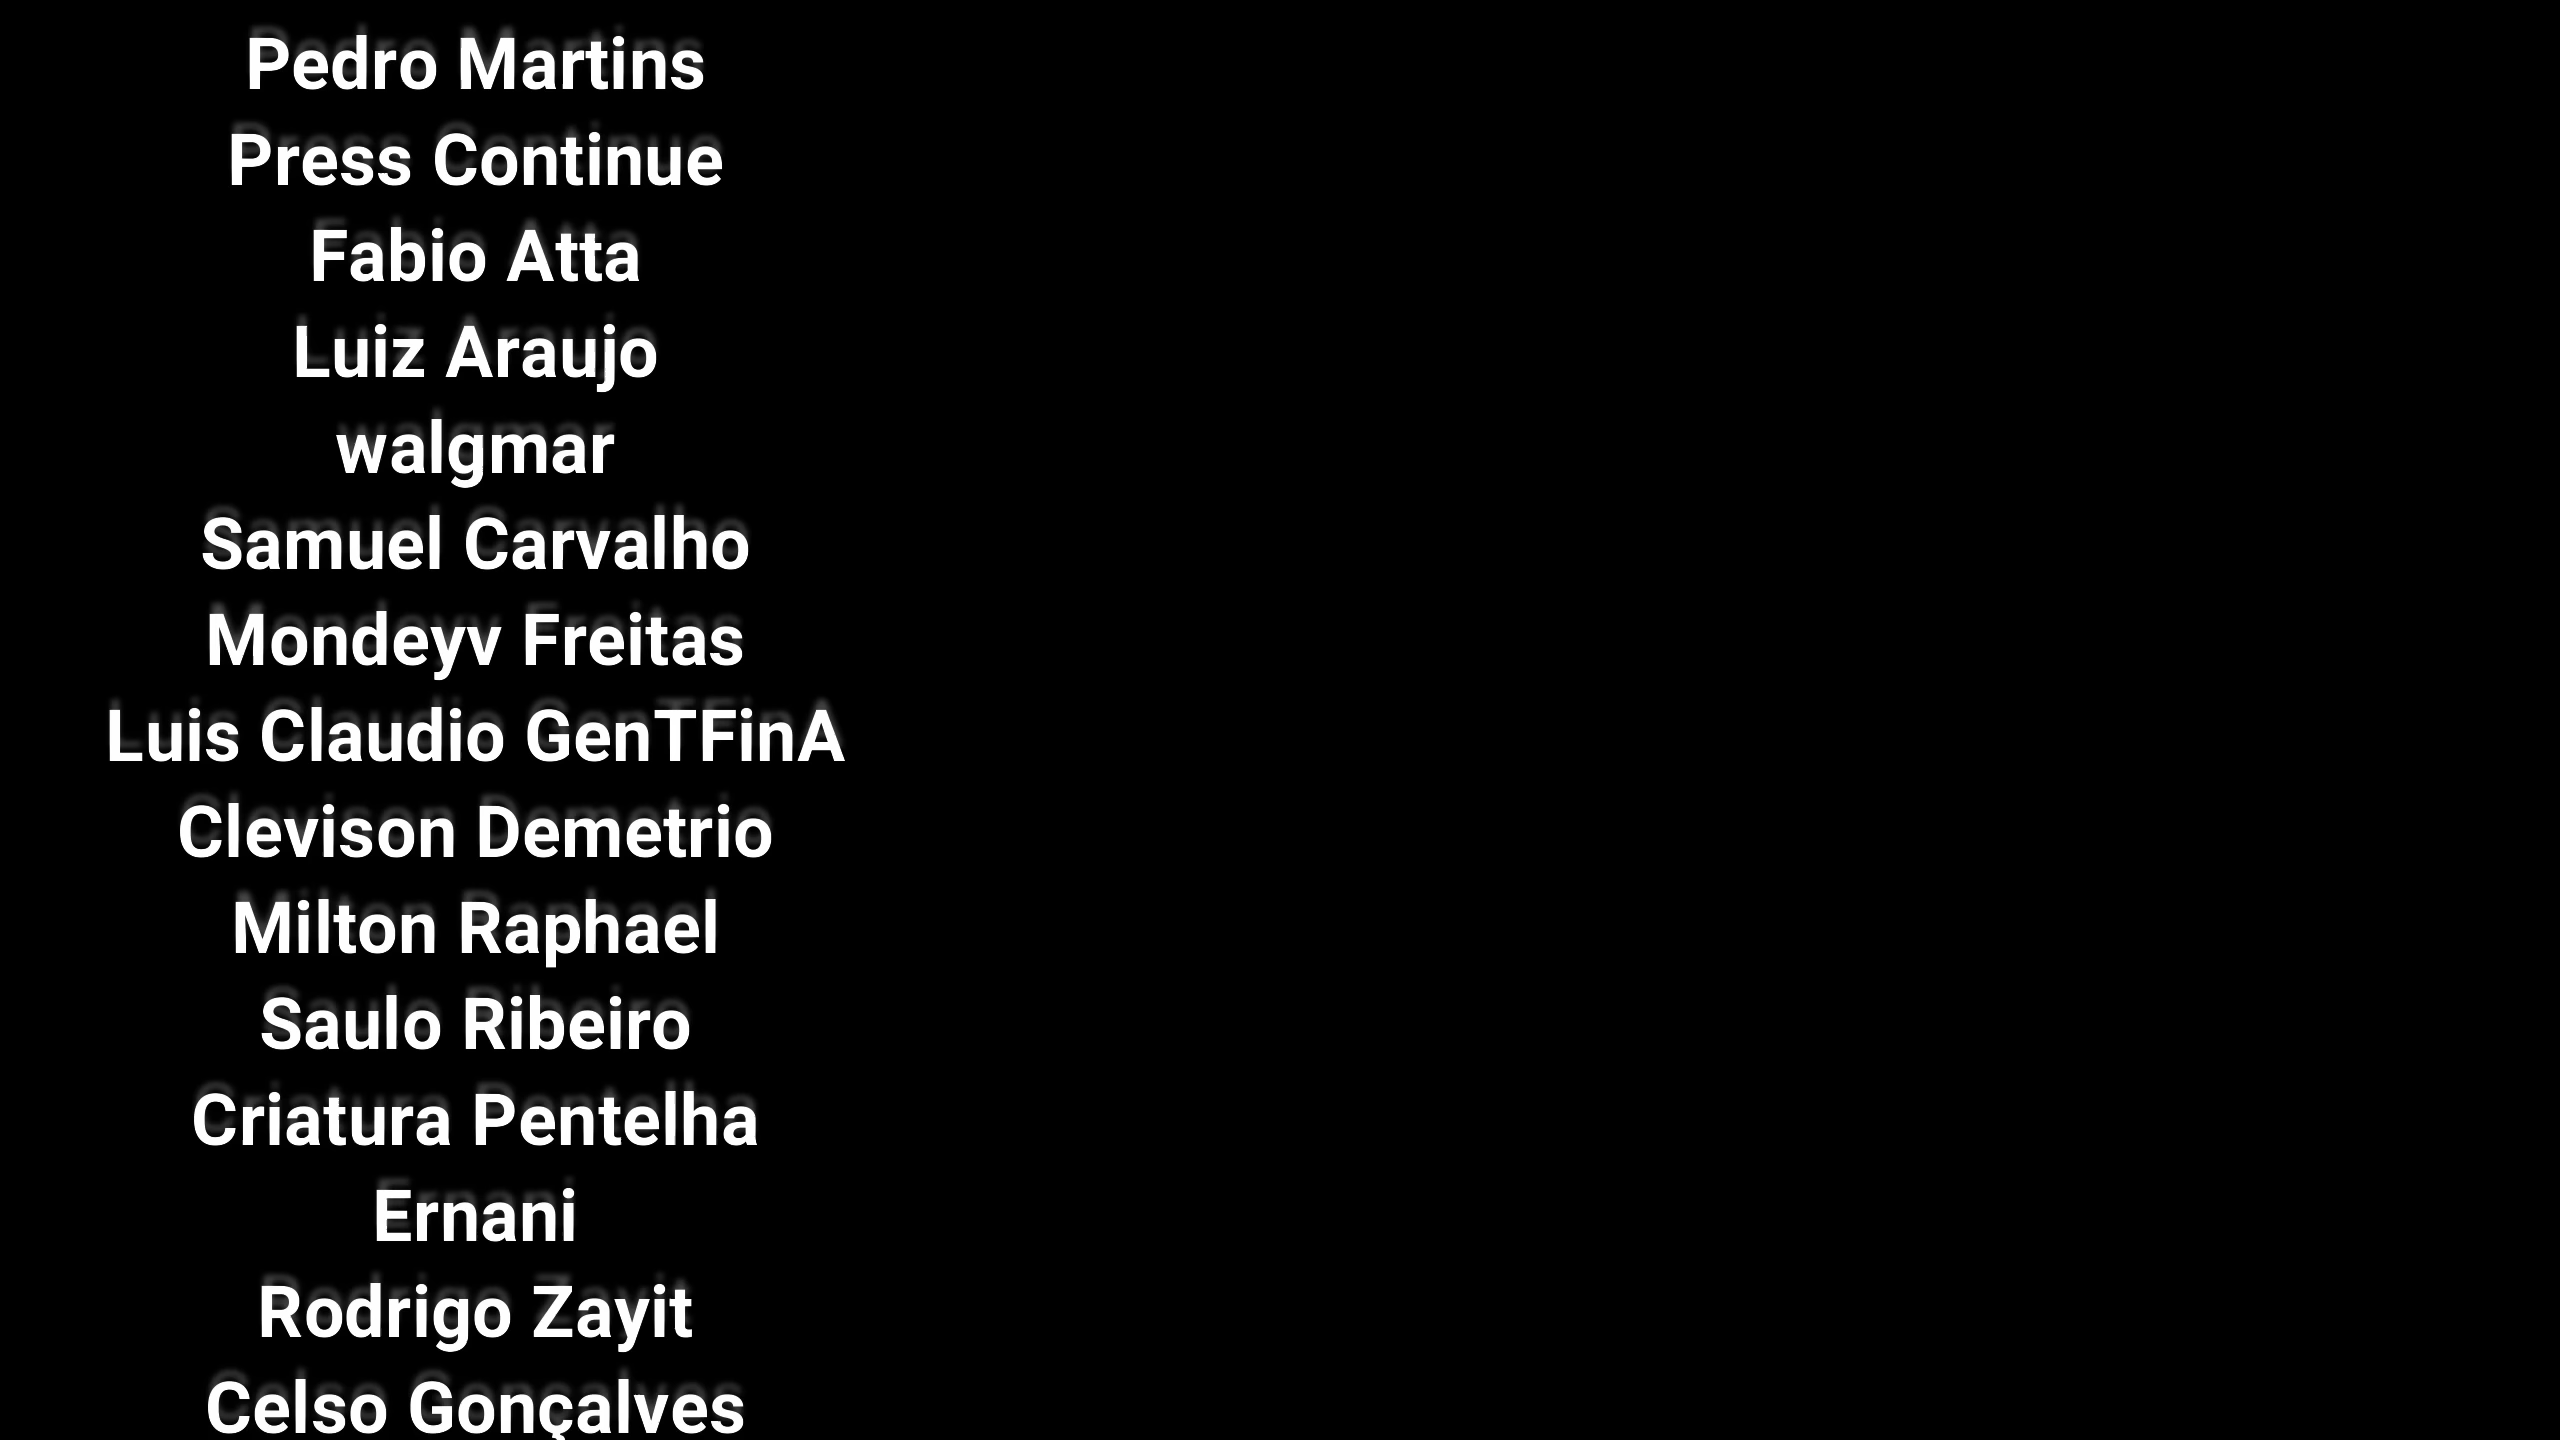 Pedro Martins
Press Continue
Fabio Atta
Luiz Araujo
walgmar
Samuel Carvalho
Mondeyv Freitas
Luis Claudio GenTFinA
Clevison Demetrio
Milton Raphael
Saulo Ribeiro
Criatura Pentelha
Ernani
Rodrigo Zayit
Celso Gonçalves